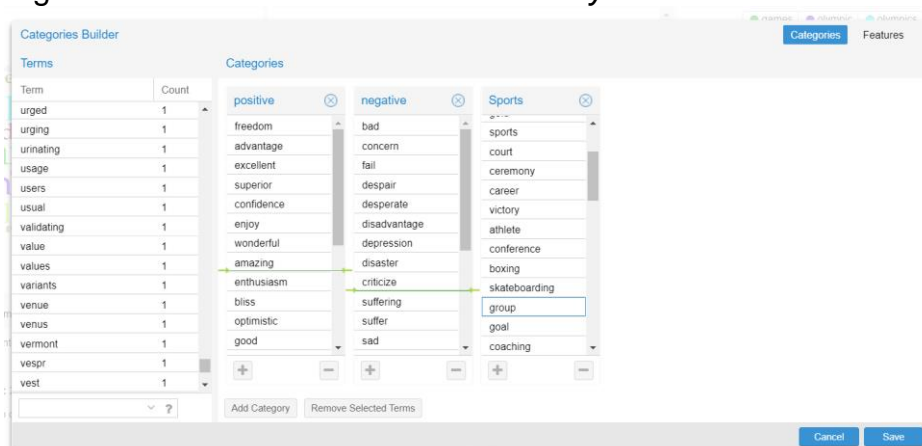 games olympic olympics
Categories Builder
Categories Features
Terms
Categories
Term Count
urged 1
urging 1
urinating 1
usage 1
users 1
usual 1
validating 1
value 1
values 1
variants 1
venue 1
venus 1
vermont 1
vespr 1
vest 1
?
positive
freedom
advantage
excellent
superior
confidence
enjoy
wonderful
amazing
enthusiasm
bliss
optimistic
good
+ −
negative
bad
concern
fail
despair
desperate
disadvantage
depression
disaster
criticize
suffering
suffer
sad
+ −
Sports
sports
court
ceremony
career
victory
athlete
conference
boxing
skateboarding
group
goal
coaching
+ −
Add Category Remove Selected Terms
Cancel Save